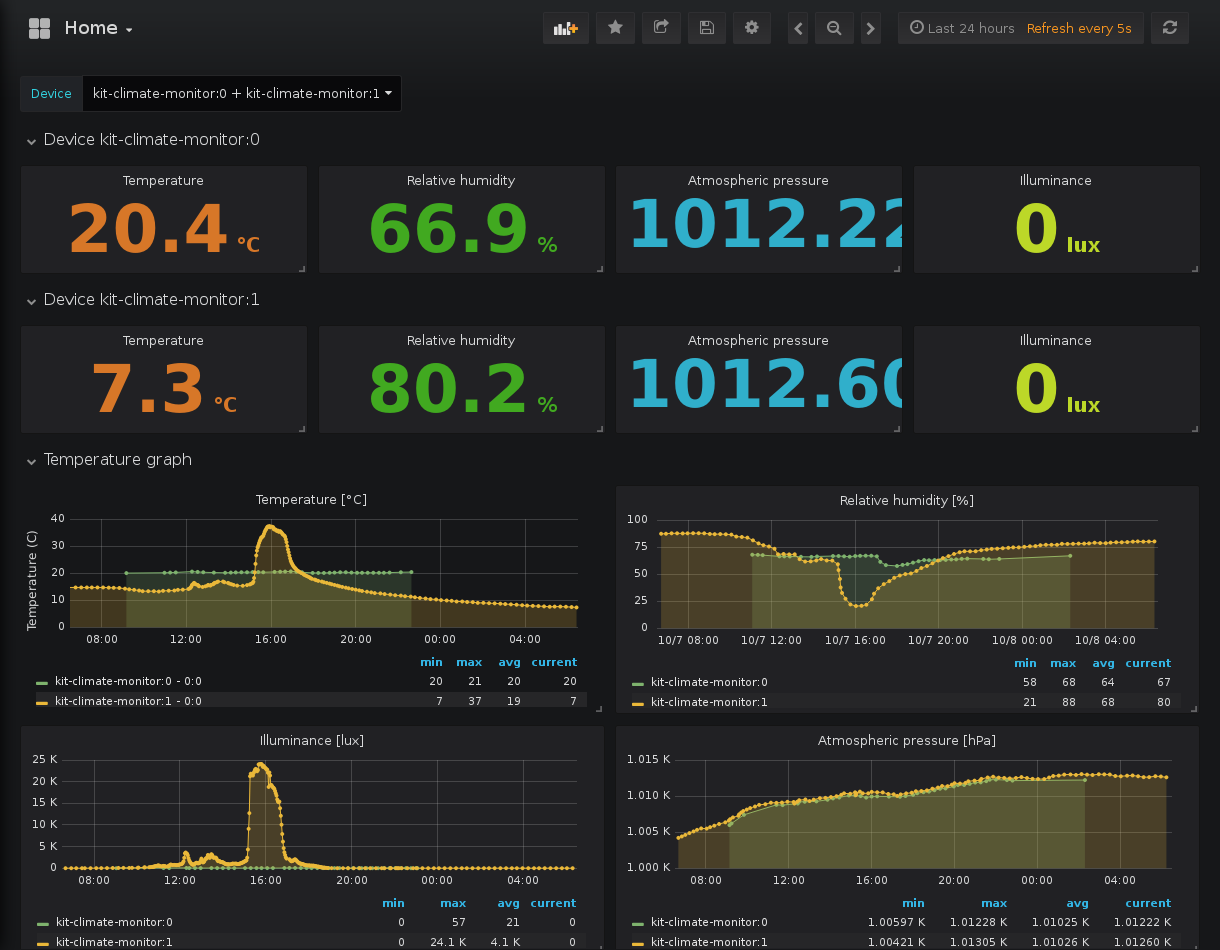 Home
Last 24 hours Refresh every 5s
Device kit-climate-monitor:0 + kit-climate-monitor:1
Device kit-climate-monitor:0
Temperature Relative humidity Atmospheric pressure Illuminance
20.4 °C 66.9 % 1012.22 0 lux
Device kit-climate-monitor:1
Temperature Relative humidity Atmospheric pressure Illuminance
7.3 °C 80.2 % 1012.60 0 lux
Temperature graph
Temperature [°C]
Temperature (C)
40
30
20
10
0
08:00 12:00 16:00 20:00 00:00 04:00
min max avg current
kit-climate-monitor:0 - 0:0 20 21 20 20
kit-climate-monitor:1 - 0:0 7 37 19 7
Relative humidity [%]
100
75
50
25
0
10/7 08:00 10/7 12:00 10/7 16:00 10/7 20:00 10/8 00:00 10/8 04:00
min max avg current
kit-climate-monitor:0 58 68 64 67
kit-climate-monitor:1 21 88 68 80
Illuminance [lux]
25 K
20 K
15 K
10 K
5 K
0
08:00 12:00 16:00 20:00 00:00 04:00
min max avg current
kit-climate-monitor:0 0 57 21 0
kit-climate-monitor:1 0 24.1 K 4.1 K 0
Atmospheric pressure [hPa]
1.015 K
1.010 K
1.005 K
1.000 K
08:00 12:00 16:00 20:00 00:00 04:00
min max avg current
kit-climate-monitor:0 1.00597 K 1.01228 K 1.01025 K 1.01222 K
kit-climate-monitor:1 1.00421 K 1.01305 K 1.01026 K 1.01260 K